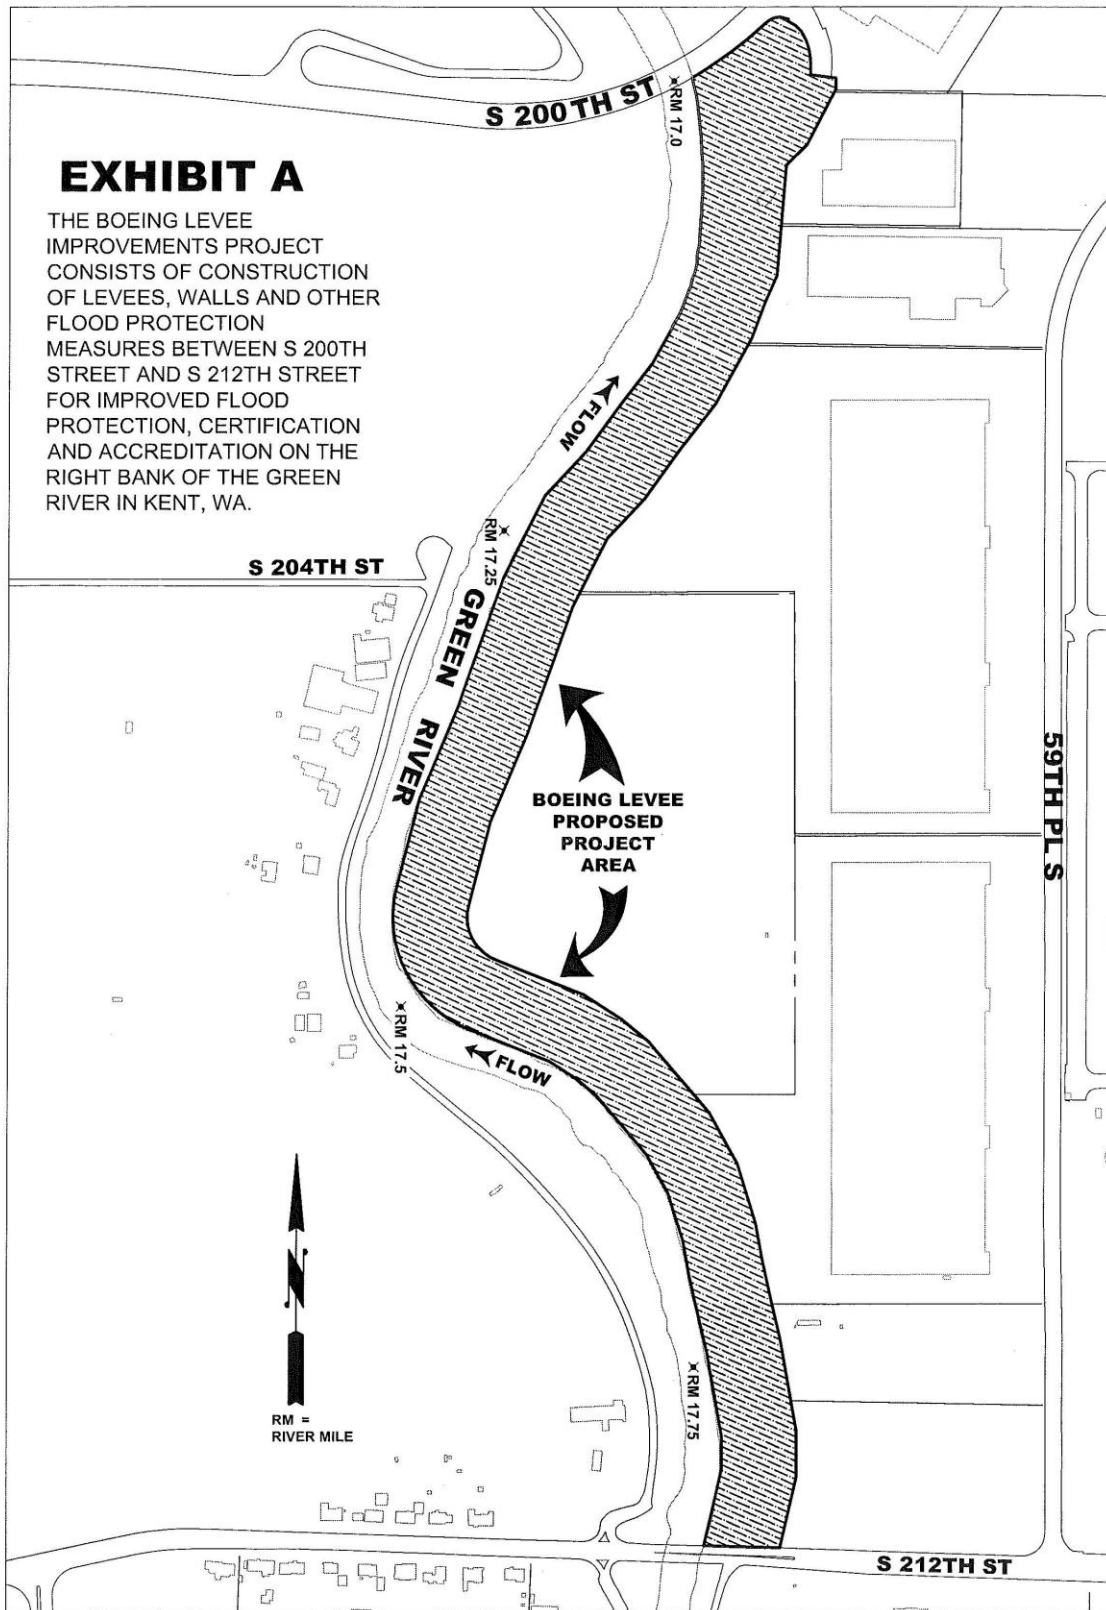 S 200TH ST
RM 17.0
EXHIBIT A
THE BOEING LEVEE
IMPROVEMENTS PROJECT
CONSISTS OF CONSTRUCTION
OF LEVEES, WALLS AND OTHER
FLOOD PROTECTION
MEASURES BETWEEN S 200TH
STREET AND S 212TH STREET
FOR IMPROVED FLOOD
PROTECTION, CERTIFICATION
AND ACCREDITATION ON THE
RIGHT BANK OF THE GREEN
RIVER IN KENT, WA.
FLOW
RM 17.25
S 204TH ST
GREEN RIVER
BOEING LEVEE
PROPOSED
PROJECT
AREA
59TH PL S
RM 17.5
FLOW
N
RM 17.75
RM =
RIVER MILE
S 212TH ST